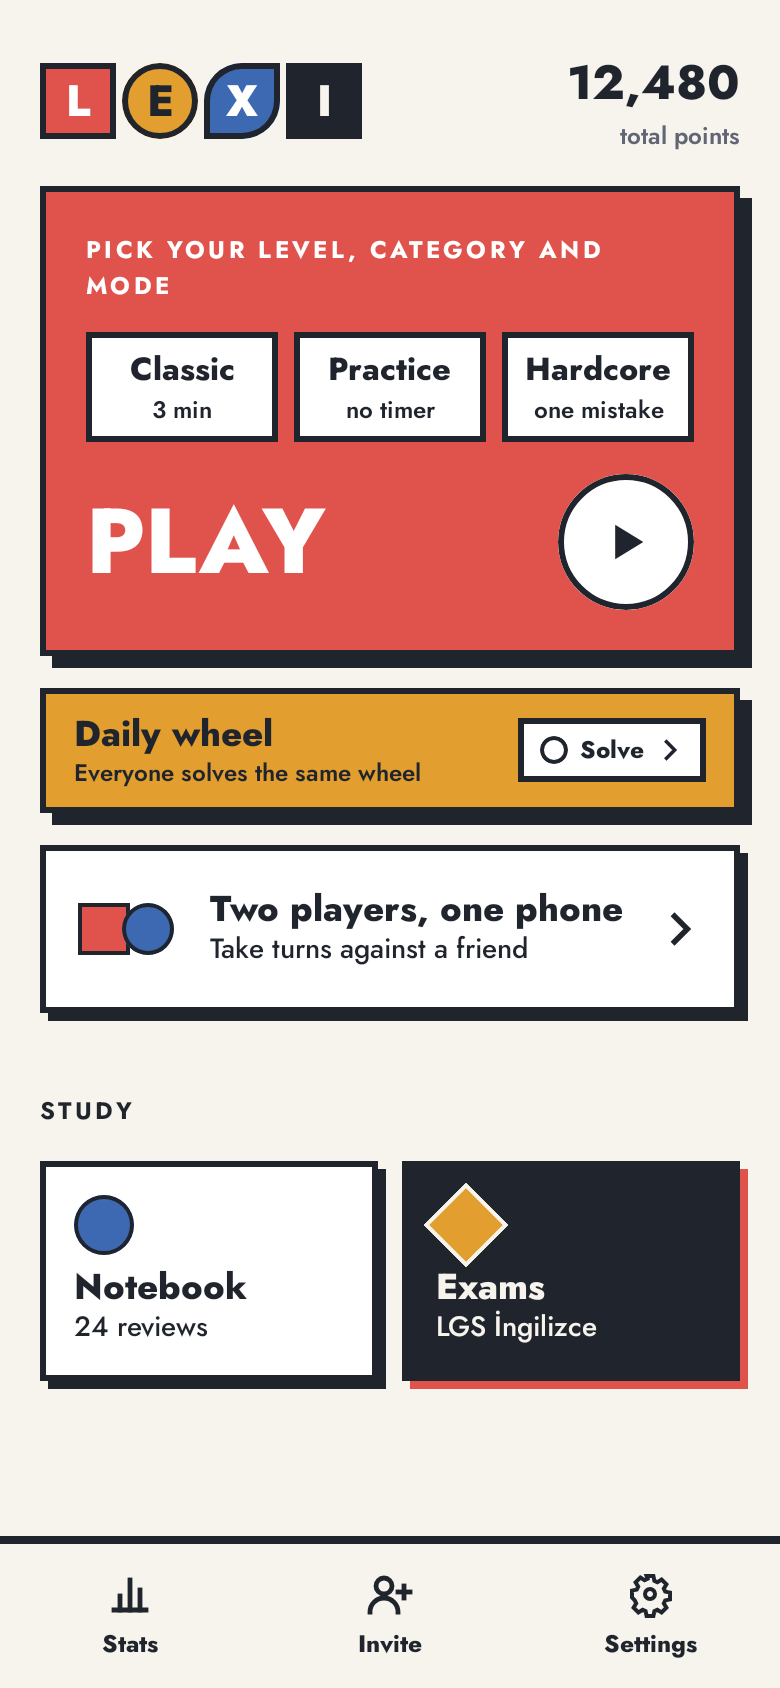 LEXI
12,480
total points
PICK YOUR LEVEL, CATEGORY AND
MODE
Classic
3 min
Practice
no timer
Hardcore
one mistake
PLAY
Daily wheel
Everyone solves the same wheel
Solve
Two players, one phone
Take turns against a friend
STUDY
Notebook
24 reviews
Exams
LGS İngilizce
Stats
Invite
Settings